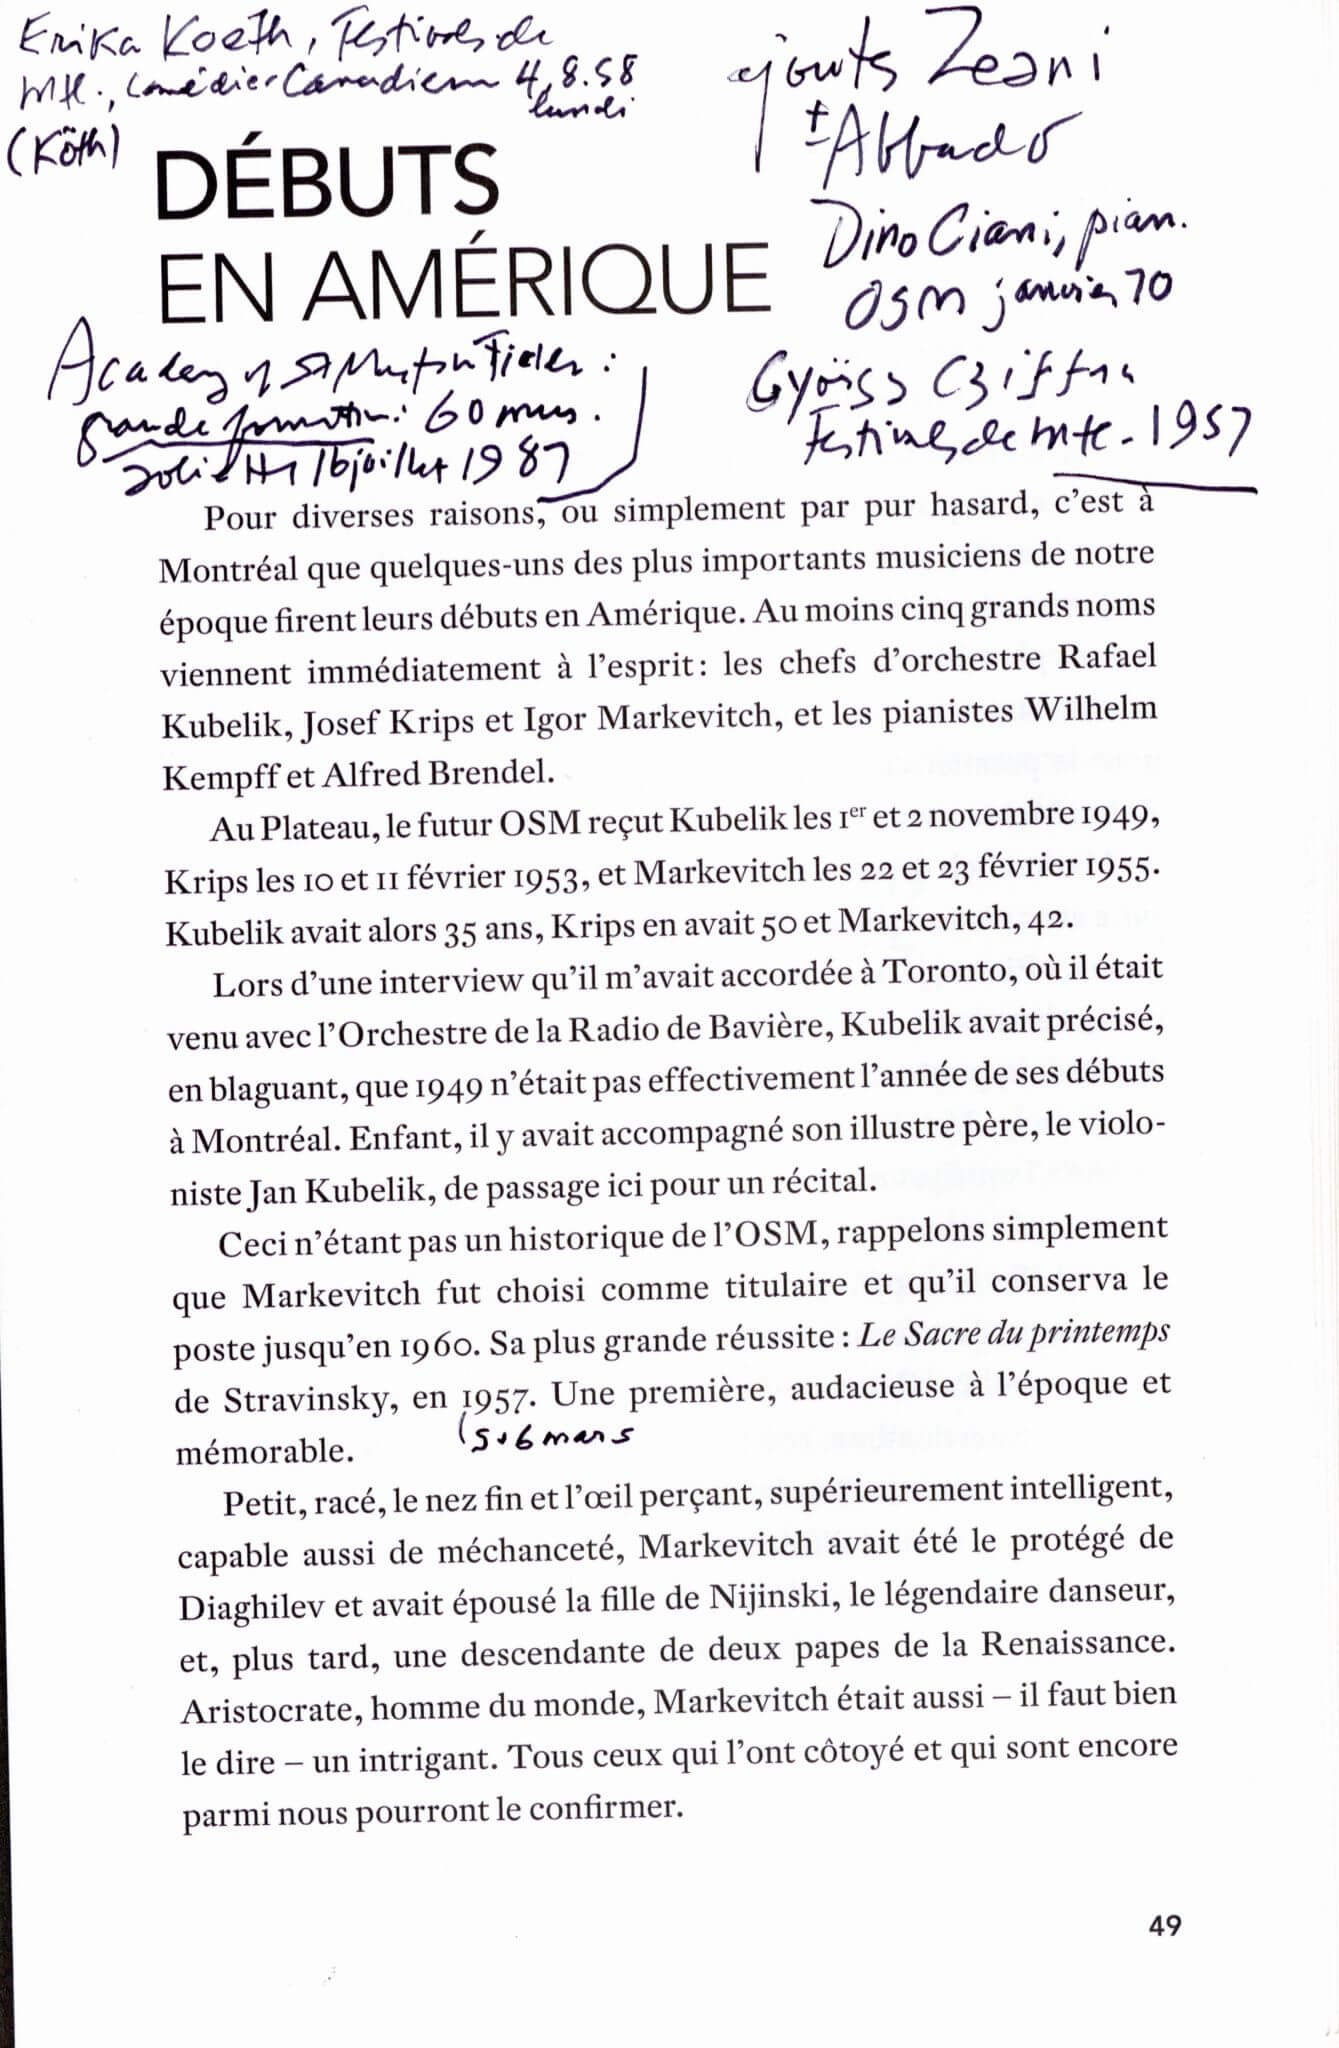 Erika Koeth, Festivals de
Mtl., Comédie-Canadienne 4.8.58
lundi
(Köth)
ajouts Zeani
+ Abbado
Dino Ciani, pian.
OSM janvier 70
DÉBUTS
EN AMÉRIQUE
Academy of St Martin Fields :
grande formation : 60 mus.
16 juillet 1987
Cziffra
Festivals de Mtl - 1957
Pour diverses raisons, ou simplement par pur hasard, c’est à
Montréal que quelques-uns des plus importants musiciens de notre
époque firent leurs débuts en Amérique. Au moins cinq grands noms
viennent immédiatement à l’esprit : les chefs d’orchestre Rafael
Kubelik, Josef Krips et Igor Markevitch, et les pianistes Wilhelm
Kempff et Alfred Brendel.
Au Plateau, le futur OSM reçut Kubelik les 1er et 2 novembre 1949,
Krips les 10 et 11 février 1953, et Markevitch les 22 et 23 février 1955.
Kubelik avait alors 35 ans, Krips en avait 50 et Markevitch, 42.
Lors d’une interview qu’il m’avait accordée à Toronto, où il était
venu avec l’Orchestre de la Radio de Bavière, Kubelik avait précisé,
en blaguant, que 1949 n’était pas effectivement l’année de ses débuts
à Montréal. Enfant, il y avait accompagné son illustre père, le violo-
niste Jan Kubelik, de passage ici pour un récital.
Ceci n’étant pas un historique de l’OSM, rappelons simplement
que Markevitch fut choisi comme titulaire et qu’il conserva le
poste jusqu’en 1960. Sa plus grande réussite : Le Sacre du printemps
de Stravinsky, en 1957. Une première, audacieuse à l’époque et
mémorable.
5+6 mars
Petit, racé, le nez fin et l’œil perçant, supérieurement intelligent,
capable aussi de méchanceté, Markevitch avait été le protégé de
Diaghilev et avait épousé la fille de Nijinski, le légendaire danseur,
et, plus tard, une descendante de deux papes de la Renaissance.
Aristocrate, homme du monde, Markevitch était aussi – il faut bien
le dire – un intrigant. Tous ceux qui l’ont côtoyé et qui sont encore
parmi nous pourront le confirmer.
49